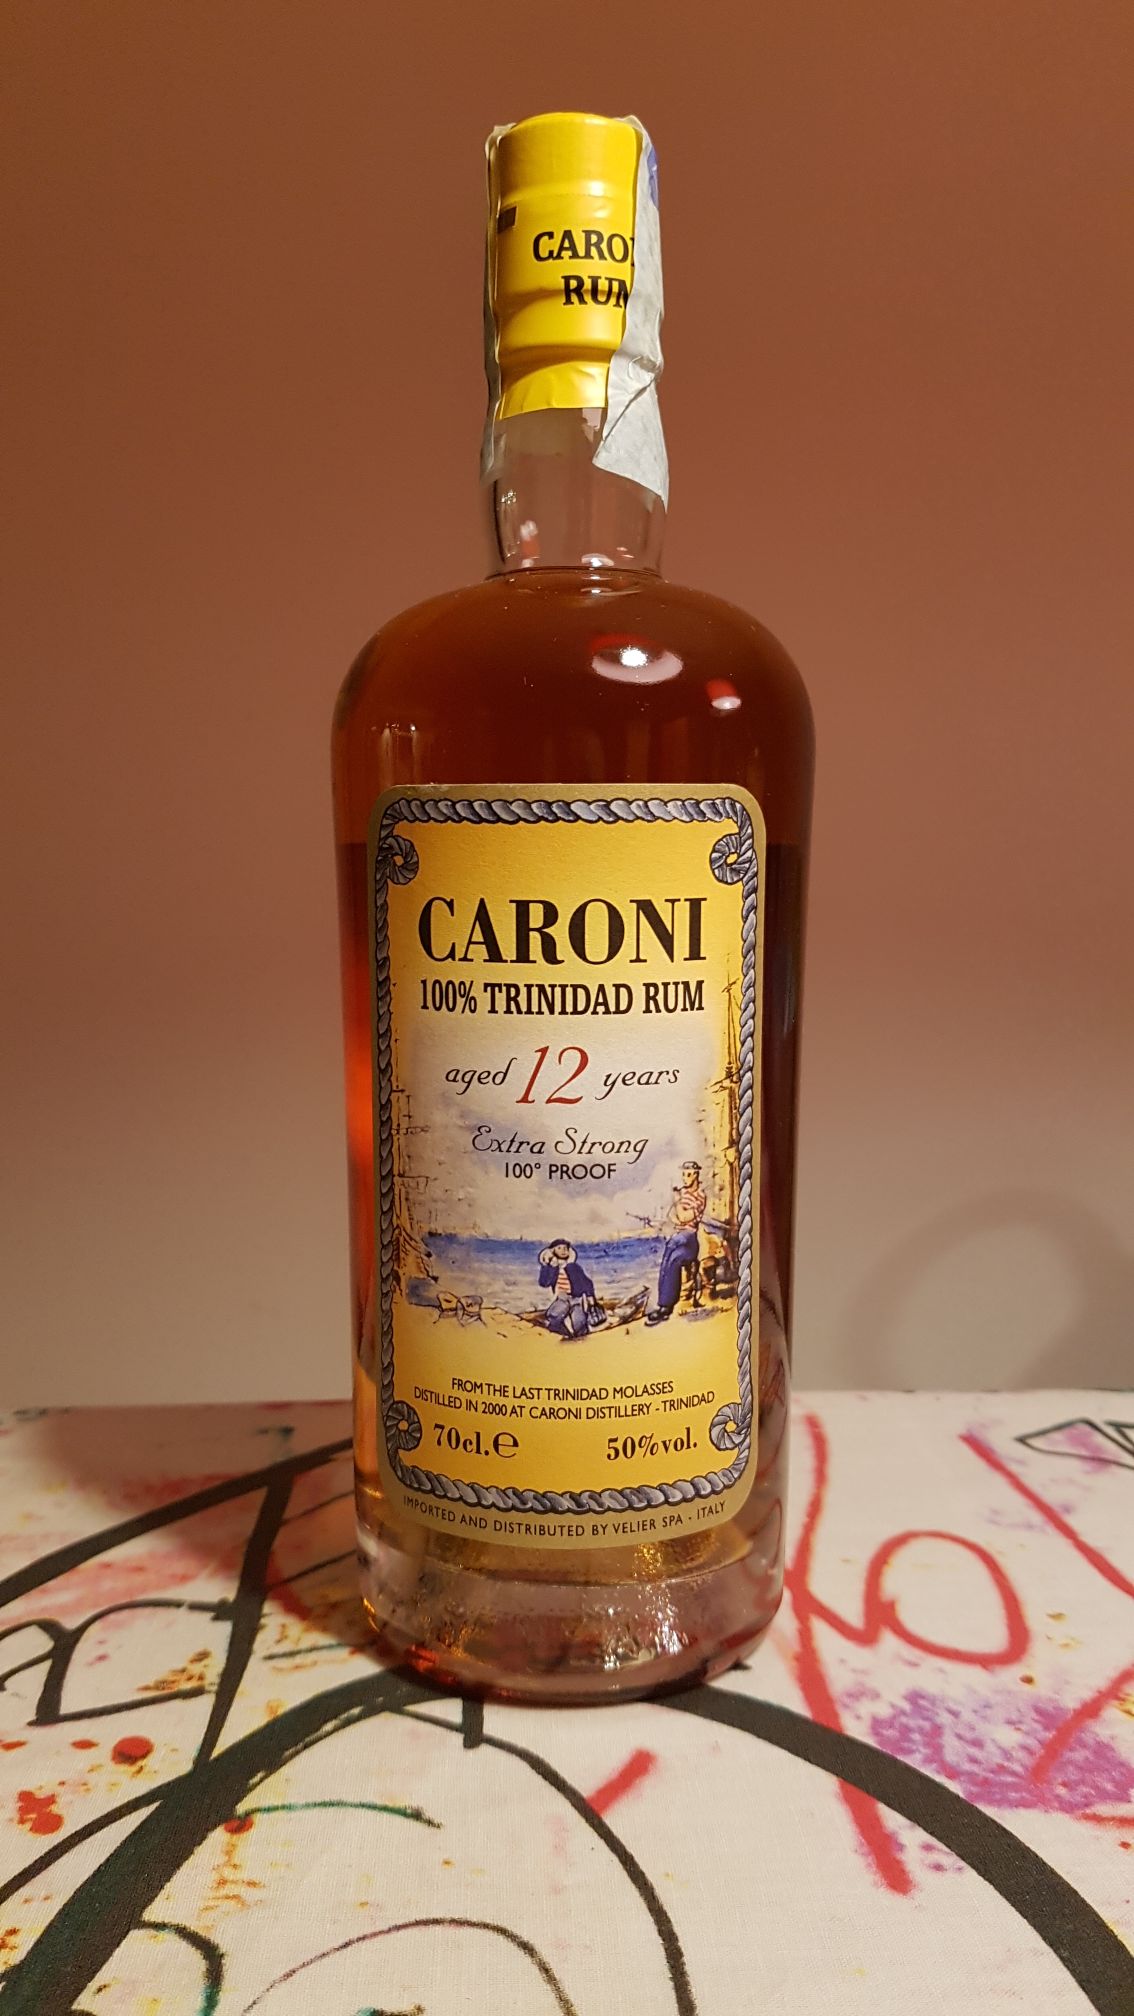 CARONI
RUM
CARONI
100% TRINIDAD RUM
aged 12 years
Extra Strong
100° PROOF
FROM THE LAST TRINIDAD MOLASSES
DISTILLED IN 2000 AT CARONI DISTILLERY - TRINIDAD
70cl.℮ 50%vol.
IMPORTED AND DISTRIBUTED BY VELIER SPA - ITALY